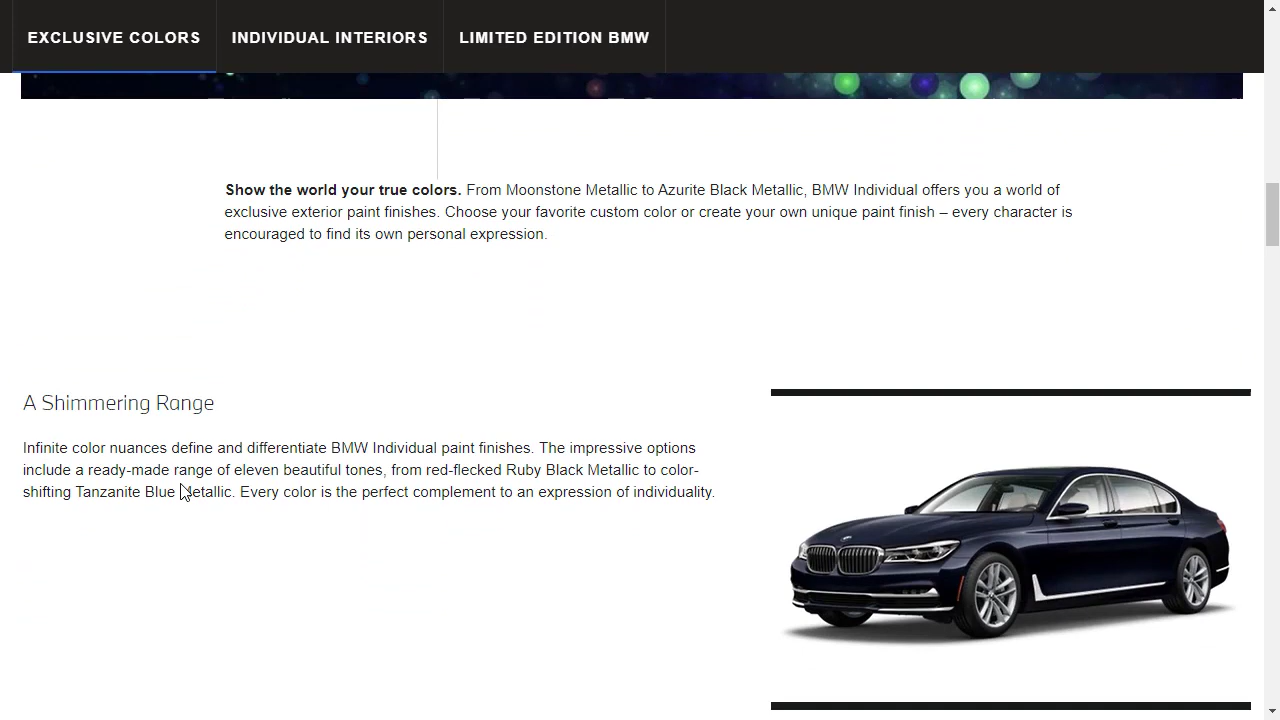 EXCLUSIVE COLORS
INDIVIDUAL INTERIORS
LIMITED EDITION BMW
Show the world your true colors. From Moonstone Metallic to Azurite Black Metallic, BMW Individual offers you a world of
exclusive exterior paint finishes. Choose your favorite custom color or create your own unique paint finish – every character is
encouraged to find its own personal expression.
A Shimmering Range
Infinite color nuances define and differentiate BMW Individual paint finishes. The impressive options
include a ready-made range of eleven beautiful tones, from red-flecked Ruby Black Metallic to color-
shifting Tanzanite Blue Metallic. Every color is the perfect complement to an expression of individuality.